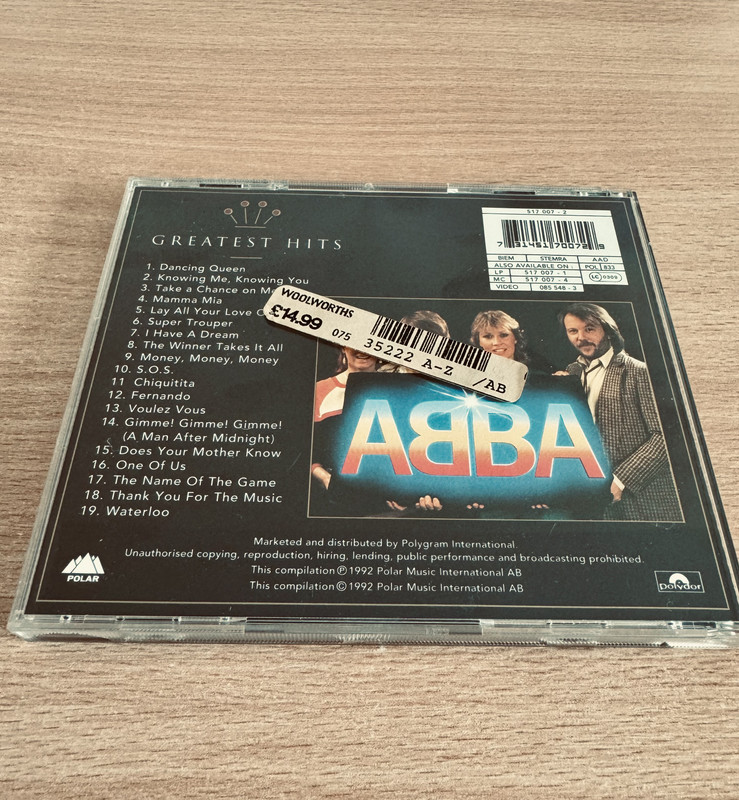 GREATEST HITS
1. Dancing Queen
2. Knowing Me, Knowing You
3. Take a Chance on
4. Mamma Mia
5. Lay All Your Love
6. Super Trouper
7. I Have A Dream
8. The Winner Takes It All
9. Money, Money, Money
10. S.O.S.
11 Chiquitita
12. Fernando
13. Voulez Vous
14. Gimme! Gimme! Gimme!
(A Man After Midnight)
15. Does Your Mother Know
16. One Of Us
17. The Name Of The Game
18. Thank You For The Music
19. Waterloo
517 007 - 2
7 31451 70072 9
BIEM STEMRA AAD
ALSO AVAILABLE ON : POL 833
LP 517 007 - 1
MC 517 007 - 4 LC 0309
VIDEO 085 548 - 3
WOOLWORTHS
£14.99 075 35222 A-Z /AB
ABBA
Marketed and distributed by Polygram International.
Unauthorised copying, reproduction, hiring, lending, public performance and broadcasting prohibited.
This compilation ℗ 1992 Polar Music International AB
This compilation © 1992 Polar Music International AB
POLAR
polydor